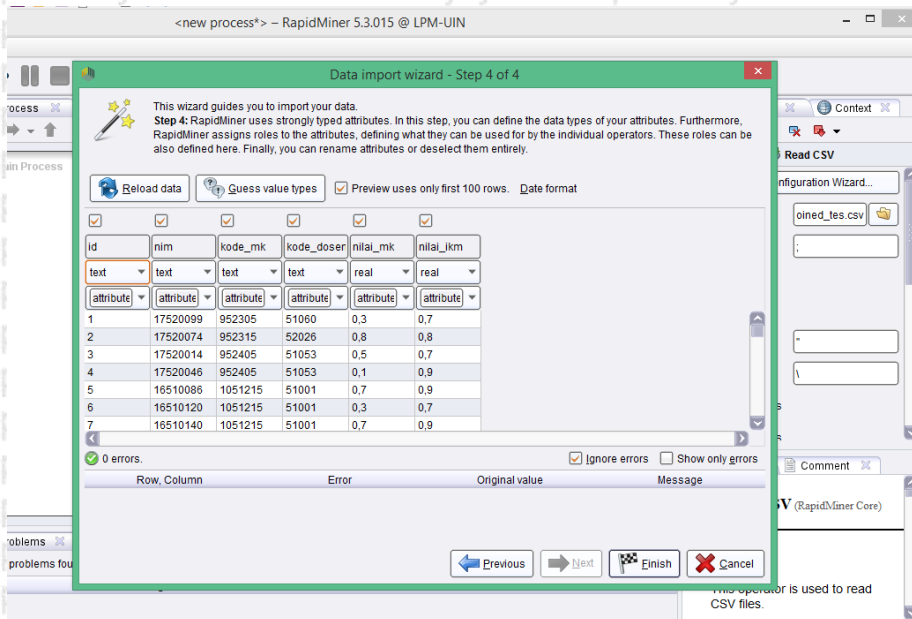 <new process*> – RapidMiner 5.3.015 @ LPM-UIN
Data import wizard - Step 4 of 4
This wizard guides you to import your data.
Step 4: RapidMiner uses strongly typed attributes. In this step, you can define the data types of your attributes. Furthermore,
RapidMiner assigns roles to the attributes, defining what they can be used for by the individual operators. These roles can be
also defined here. Finally, you can rename attributes or deselect them entirely.
Reload data Guess value types Preview uses only first 100 rows. Date format
id nim kode_mk kode_doser nilai_mk nilai_ikm
text text text text real real
attribute attribute attribute attribute attribute attribute
1 17520099 952305 51060 0,3 0,7
2 17520074 952315 52026 0,8 0,8
3 17520014 952405 51053 0,5 0,7
4 17520046 952405 51053 0,1 0,9
5 16510086 1051215 51001 0,7 0,9
6 16510120 1051215 51001 0,3 0,7
7 16510140 1051215 51001 0,7 0,9
0 errors. Ignore errors Show only errors
Row, Column Error Original value Message
Previous Next Finish Cancel
rocess
ain Process
roblems
problems fou
Context
Read CSV
nfiguration Wizard...
oined_tes.csv
;
"
\
s
s
Comment
SV (RapidMiner Core)
This operator is used to read
CSV files.